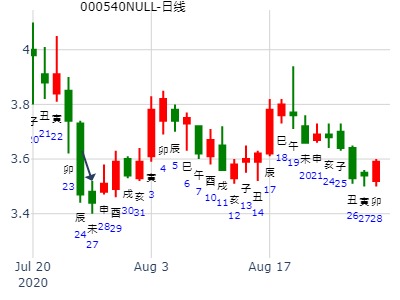 000540NULL-日线
4
3.8
3.6
3.4
子
20
丑
21
寅
22
卯
23
辰
24
未
27
申
28
酉
29
戌
30
亥
31
寅
3
卯
4
辰
5
巳
6
午
7
酉
10
戌
11
亥
12
子
13
丑
14
辰
17
巳
18
午
19
未
20
申
21
亥
24
子
25
丑
26
寅
27
卯
28
Jul 20
2020
Aug 3
Aug 17